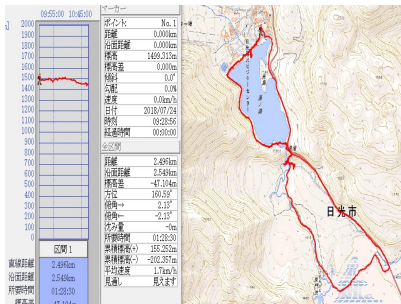 09:55:00 10:45:00
マーカー
ポイント No. 1
距離 0.000km
沿面距離 0.000km
標高 1499.313m
標高差 0.000m
傾斜 0.0°
勾配 0.0%
速度 0.0km/h
日付 2018/07/24
時刻 09:28:56
経過時間 00:00:00
全区間
距離 2.496km
沿面距離 2.549km
標高差 -47.104m
方位 160.59°
傾角→ 2.13°
傾角← -2.13°
沈み量 -0m
所要時間 01:28:30
累積標高(+) 155.252m
累積標高(-) -202.357m
平均速度 1.7km/h
見通し 見えます
2000
1900
1800
1700
1600
1500
1400
1300
1200
1100
1000
900
800
700
600
500
400
300
200
100
0
区間1
直線距離 2.496km
沿面距離 2.549km
所要時間 01:28:30
標高差 -47.104m
日光市